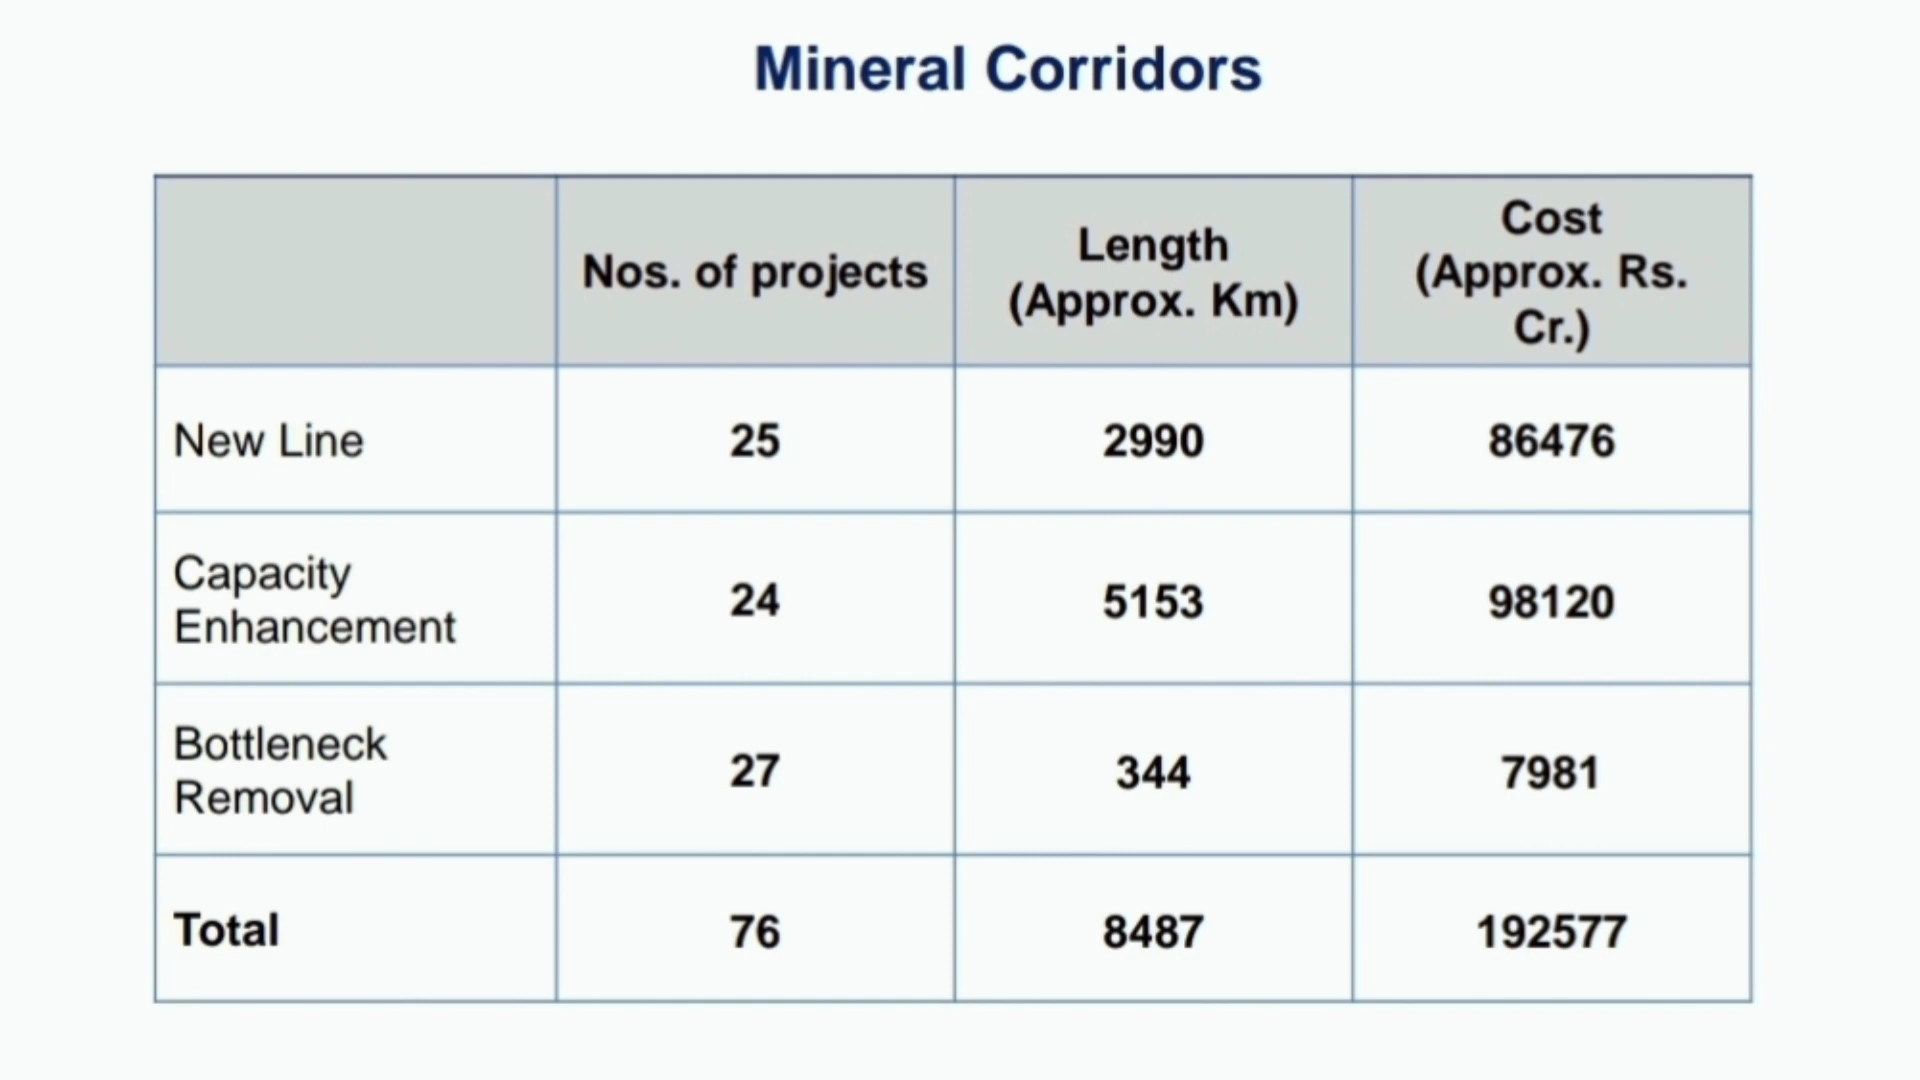 Mineral Corridors
Nos. of projects
Length
(Approx. Km)
Cost
(Approx. Rs.
Cr.)
New Line
25
2990
86476
Capacity
Enhancement
24
5153
98120
Bottleneck
Removal
27
344
7981
Total
76
8487
192577